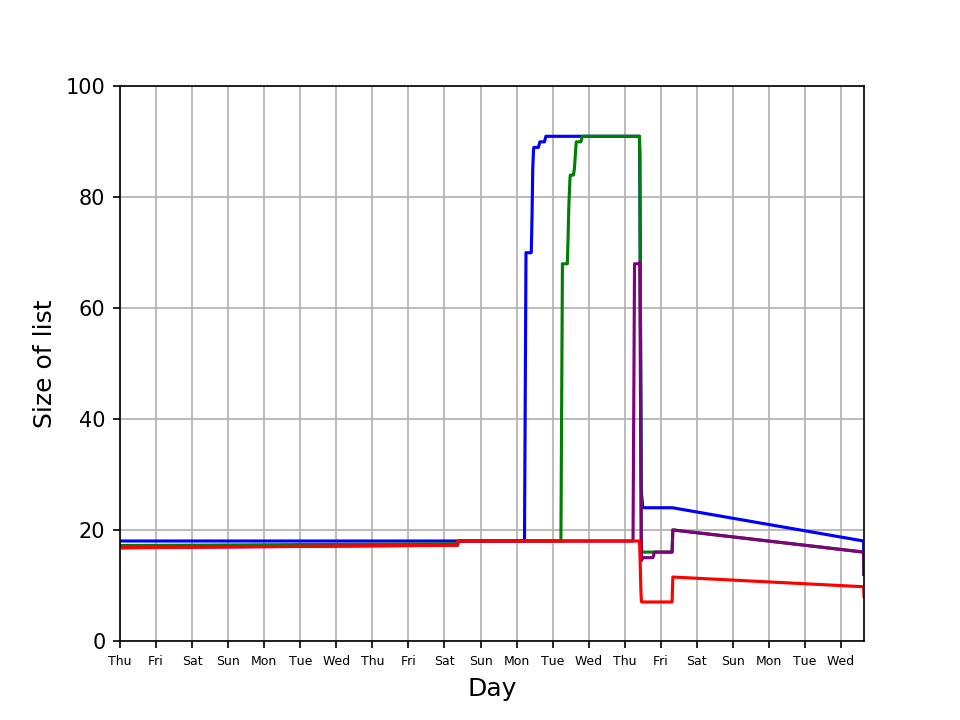 100
80
60
40
20
0
Size of list
Thu Fri Sat Sun Mon Tue Wed Thu Fri Sat Sun Mon Tue Wed Thu Fri Sat Sun Mon Tue Wed
Day